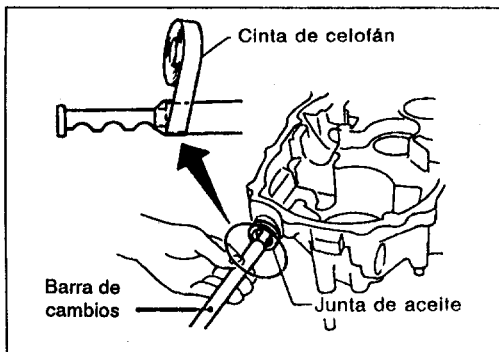 Cinta de celofán
Barra de
cambios
Junta de aceite